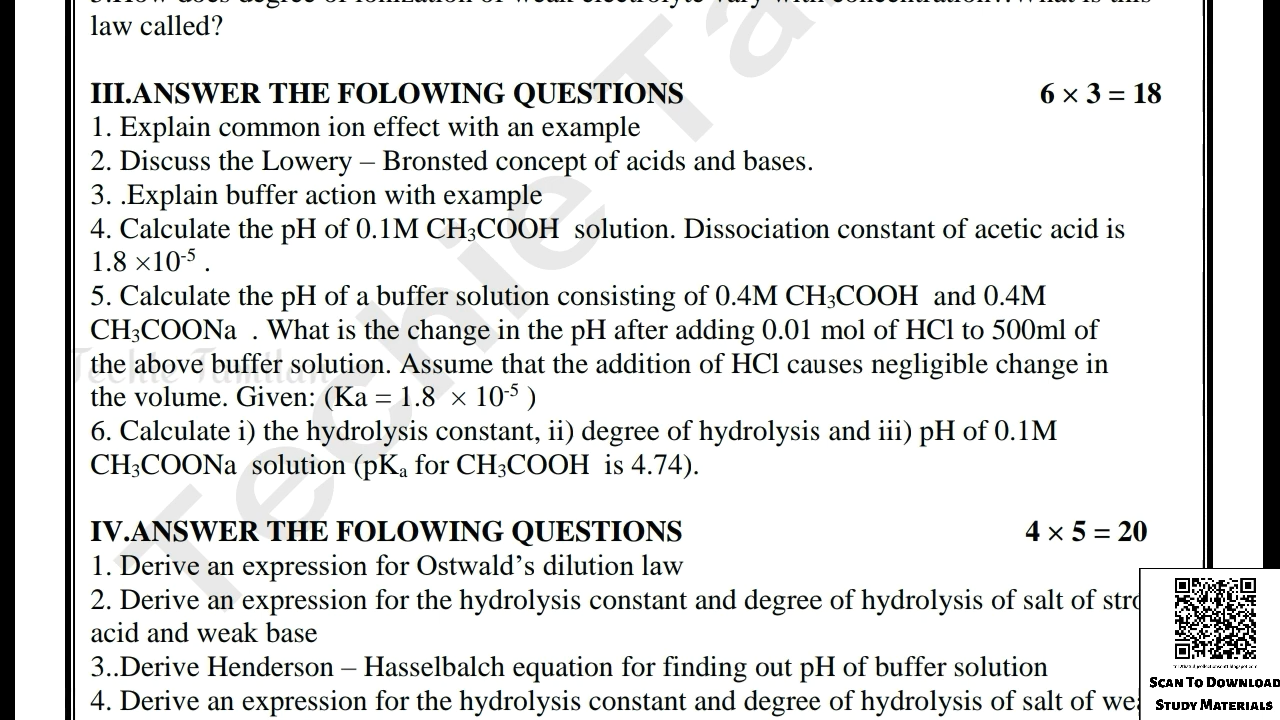 law called?
III.ANSWER THE FOLOWING QUESTIONS 6 × 3 = 18
1. Explain common ion effect with an example
2. Discuss the Lowery – Bronsted concept of acids and bases.
3. .Explain buffer action with example
4. Calculate the pH of 0.1M CH₃COOH solution. Dissociation constant of acetic acid is
1.8 ×10⁻⁵ .
5. Calculate the pH of a buffer solution consisting of 0.4M CH₃COOH and 0.4M
CH₃COONa . What is the change in the pH after adding 0.01 mol of HCl to 500ml of
the above buffer solution. Assume that the addition of HCl causes negligible change in
the volume. Given: (Ka = 1.8 × 10⁻⁵ )
6. Calculate i) the hydrolysis constant, ii) degree of hydrolysis and iii) pH of 0.1M
CH₃COONa solution (pKₐ for CH₃COOH is 4.74).
IV.ANSWER THE FOLOWING QUESTIONS 4 × 5 = 20
1. Derive an expression for Ostwald’s dilution law
2. Derive an expression for the hydrolysis constant and degree of hydrolysis of salt of stro
acid and weak base
3..Derive Henderson – Hasselbalch equation for finding out pH of buffer solution
4. Derive an expression for the hydrolysis constant and degree of hydrolysis of salt of wea
Techie Ta
Techie Tamilan
SCAN TO DOWNLOAD
STUDY MATERIALS